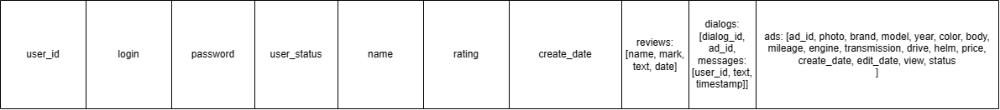 user_id
login
password
user_status
name
rating
create_date
reviews:
[name, mark,
text, date]
dialogs:
[dialog_id,
ad_id,
messages:
[user_id, text,
timestamp]]
ads: [ad_id, photo, brand, model, year, color, body,
mileage, engine, transmission, drive, helm, price,
create_date, edit_date, view, status
]